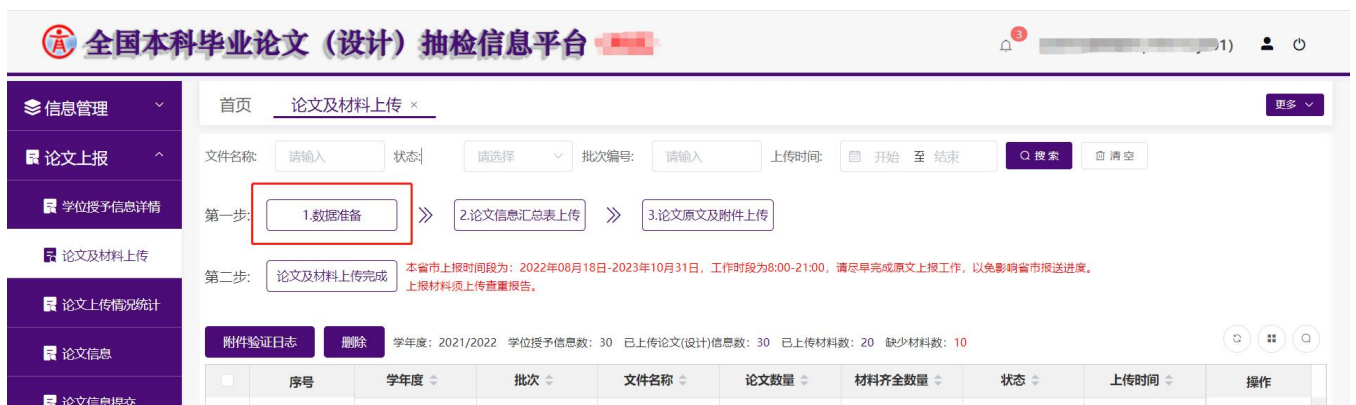 全国本科毕业论文（设计）抽检信息平台
3
1)
信息管理
首页 论文及材料上传 ×
更多
论文上报
文件名称: 请输入 状态: 请选择 批次编号: 请输入 上传时间: 开始 至 结束 搜索 清空
学位授予信息详情
第一步: 1.数据准备 2.论文信息汇总表上传 3.论文原文及附件上传
论文及材料上传
第二步: 论文及材料上传完成 本省市上报时间段为：2022年08月18日-2023年10月31日，工作时段为8:00-21:00，请尽早完成原文上报工作，以免影响省市报送进度。
上报材料须上传查重报告。
论文上传情况统计
附件验证日志 删除 学年度：2021/2022 学位授予信息数：30 已上传论文(设计)信息数：30 已上传材料数：20 缺少材料数：10
论文信息
序号 学年度 批次 文件名称 论文数量 材料齐全数量 状态 上传时间 操作
论文信息提交